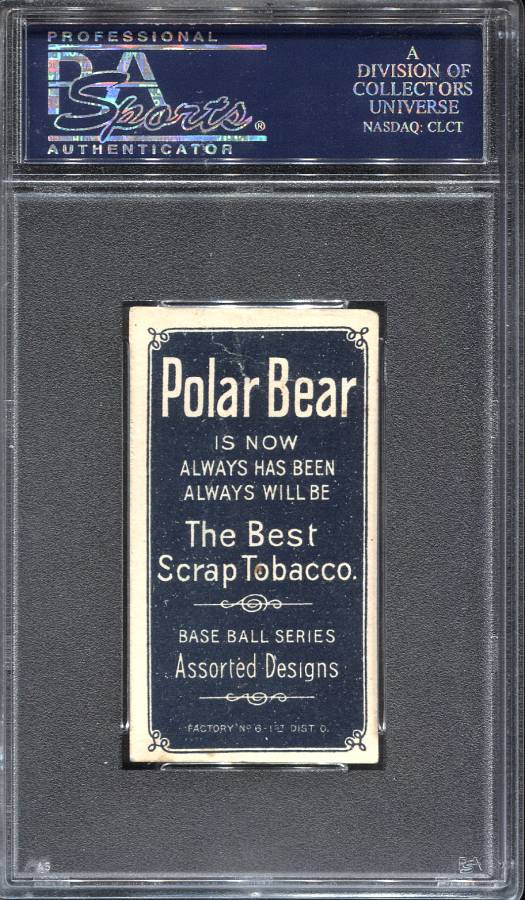 PROFESSIONAL
PSA
Sports®
AUTHENTICATOR
A
DIVISION OF
COLLECTORS
UNIVERSE
NASDAQ: CLCT
Polar Bear
IS NOW
ALWAYS HAS BEEN
ALWAYS WILL BE
The Best
Scrap Tobacco.
BASE BALL SERIES
Assorted Designs
FACTORY Nº 6-1ST DIST. O.
PSA